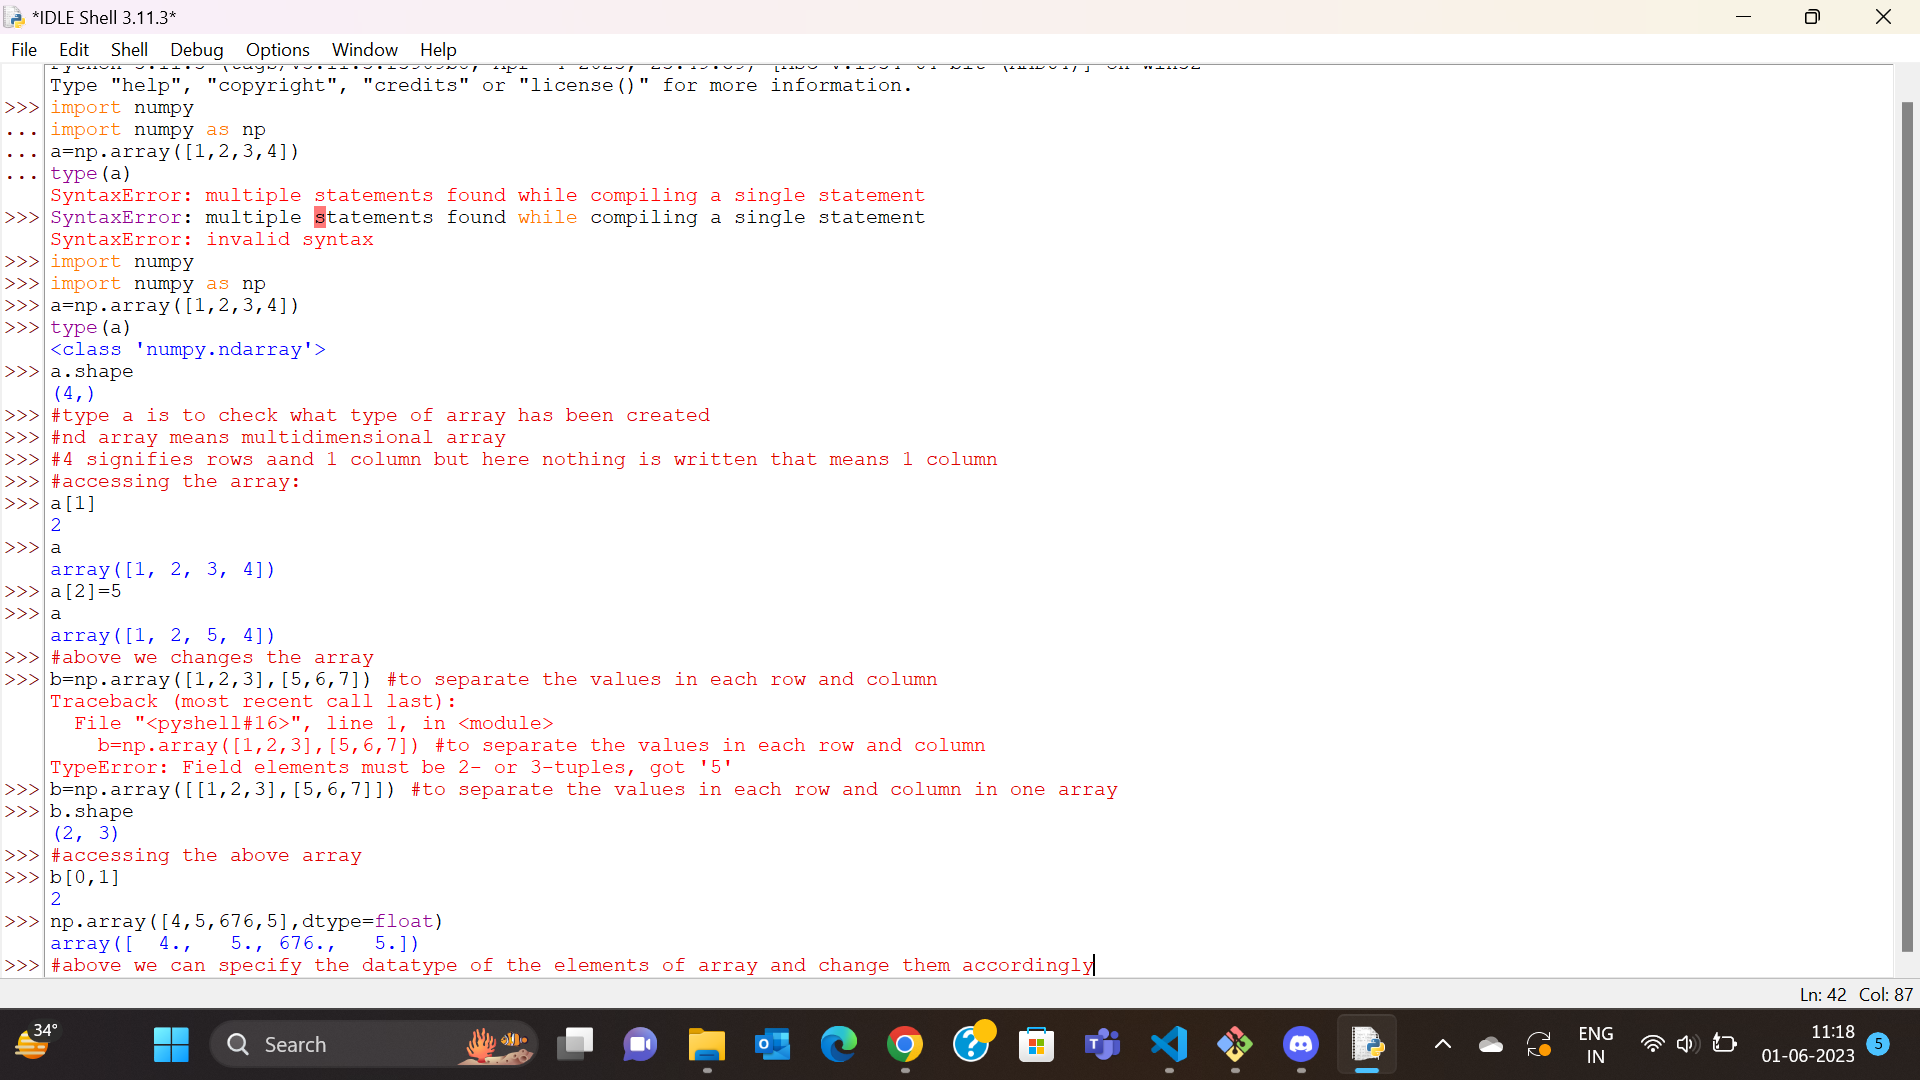 *IDLE Shell 3.11.3*
File Edit Shell Debug Options Window Help
Type "help", "copyright", "credits" or "license()" for more information.
>>> import numpy
... import numpy as np
... a=np.array([1,2,3,4])
... type(a)
SyntaxError: multiple statements found while compiling a single statement
>>> SyntaxError: multiple statements found while compiling a single statement
SyntaxError: invalid syntax
>>> import numpy
>>> import numpy as np
>>> a=np.array([1,2,3,4])
>>> type(a)
<class 'numpy.ndarray'>
>>> a.shape
(4,)
>>> #type a is to check what type of array has been created
>>> #nd array means multidimensional array
>>> #4 signifies rows aand 1 column but here nothing is written that means 1 column
>>> #accessing the array:
>>> a[1]
2
>>> a
array([1, 2, 3, 4])
>>> a[2]=5
>>> a
array([1, 2, 5, 4])
>>> #above we changes the array
>>> b=np.array([1,2,3],[5,6,7]) #to separate the values in each row and column
Traceback (most recent call last):
  File "<pyshell#16>", line 1, in <module>
    b=np.array([1,2,3],[5,6,7]) #to separate the values in each row and column
TypeError: Field elements must be 2- or 3-tuples, got '5'
>>> b=np.array([[1,2,3],[5,6,7]]) #to separate the values in each row and column in one array
>>> b.shape
(2, 3)
>>> #accessing the above array
>>> b[0,1]
2
>>> np.array([4,5,676,5],dtype=float)
array([  4.,   5., 676.,   5.])
>>> #above we can specify the datatype of the elements of array and change them accordingly
Ln: 42 Col: 87
34°
Search
ENG
IN
11:18
01-06-2023
5